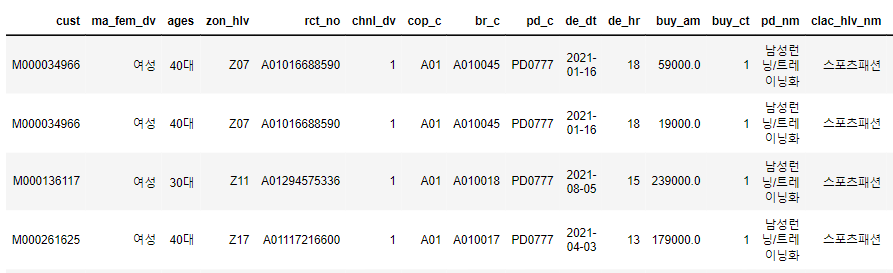 cust ma_fem_dv ages zon_hlv rct_no chnl_dv cop_c br_c pd_c de_dt de_hr buy_am buy_ct pd_nm clac_hlv_nm
M000034966 여성 40대 Z07 A01016688590 1 A01 A010045 PD0777 2021-01-16 18 59000.0 1 남성런닝/트레이닝화 스포츠패션
M000034966 여성 40대 Z07 A01016688590 1 A01 A010045 PD0777 2021-01-16 18 19000.0 1 남성런닝/트레이닝화 스포츠패션
M000136117 여성 30대 Z11 A01294575336 1 A01 A010018 PD0777 2021-08-05 15 239000.0 1 남성런닝/트레이닝화 스포츠패션
M000261625 여성 40대 Z17 A01117216600 1 A01 A010017 PD0777 2021-04-03 13 179000.0 1 남성런닝/트레이닝화 스포츠패션